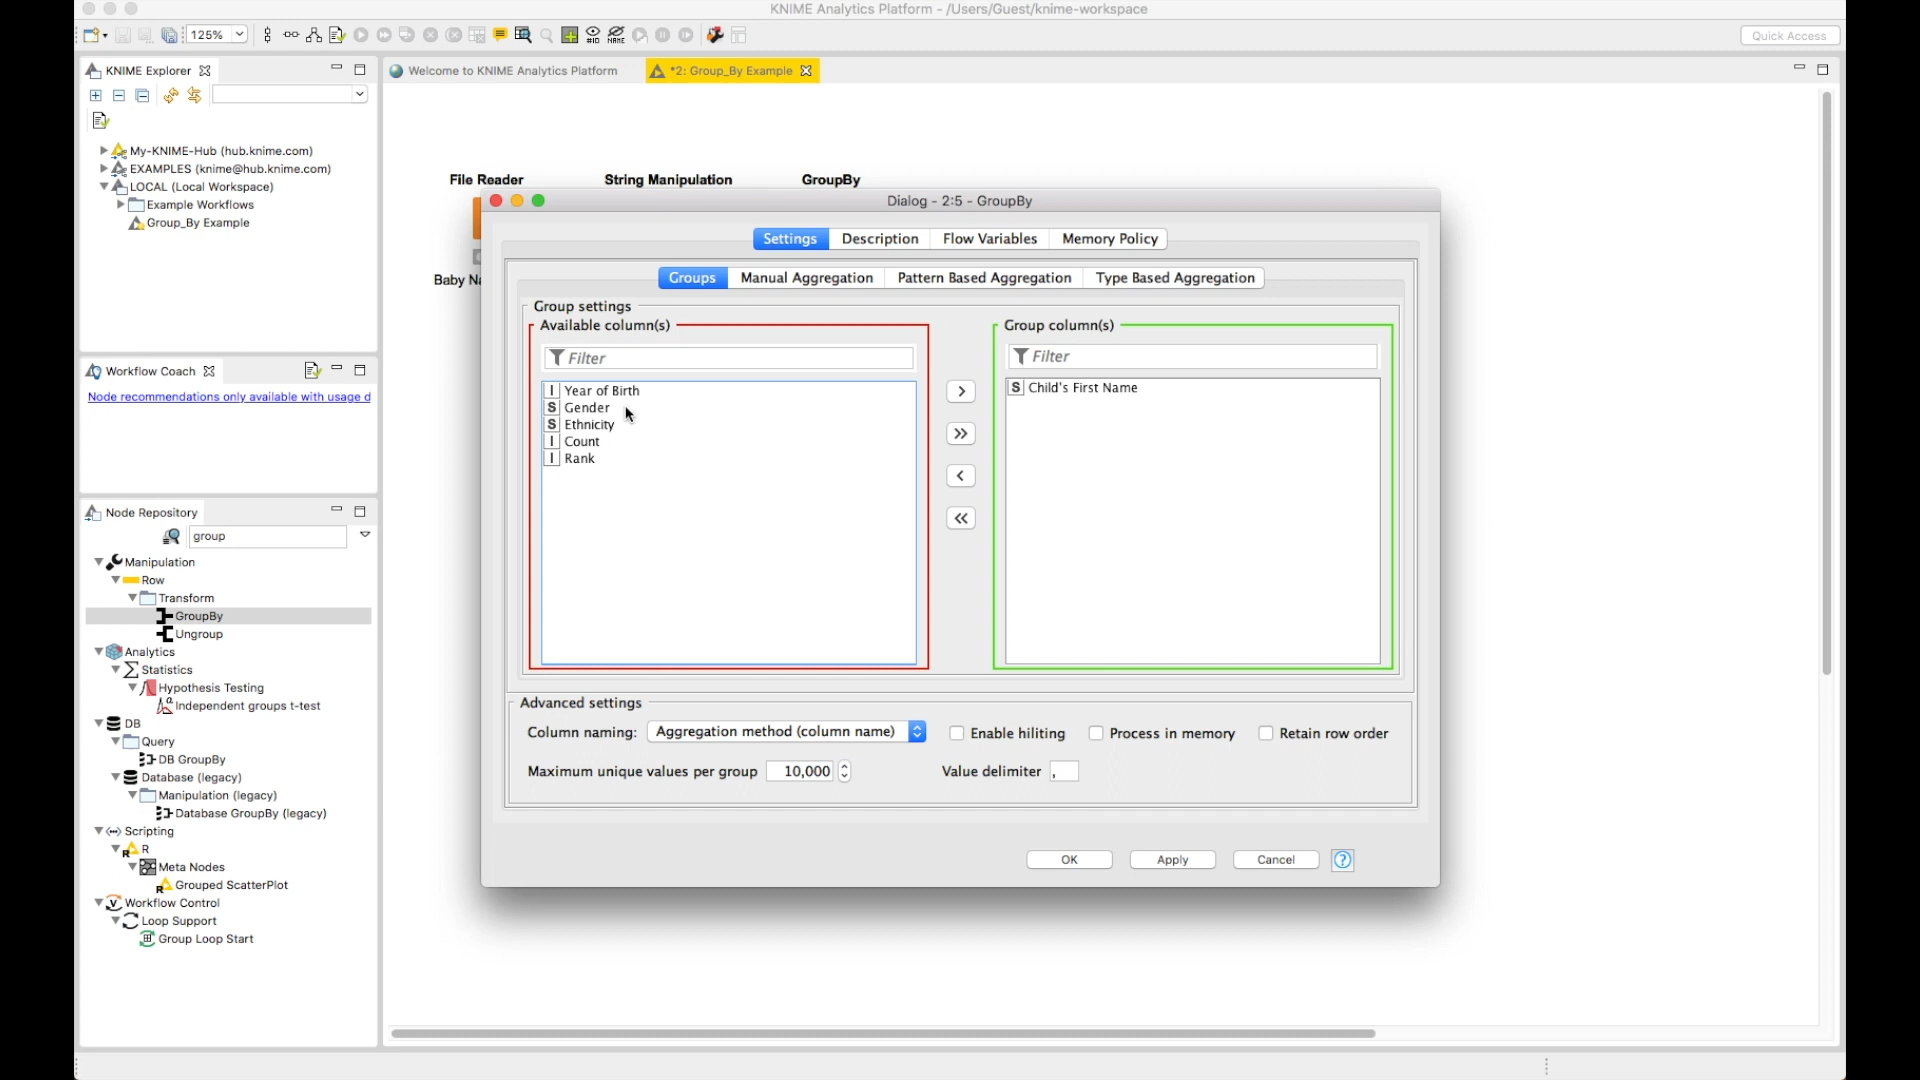 KNIME Analytics Platform - /Users/Guest/knime-workspace
125%
Quick Access
KNIME Explorer
Welcome to KNIME Analytics Platform
*2: Group_By Example
My-KNIME-Hub (hub.knime.com)
EXAMPLES (knime@hub.knime.com)
LOCAL (Local Workspace)
Example Workflows
Group_By Example
Workflow Coach
Node recommendations only available with usage d
Node Repository
group
Manipulation
Row
Transform
GroupBy
Ungroup
Analytics
Statistics
Hypothesis Testing
Independent groups t-test
DB
Query
DB GroupBy
Database (legacy)
Manipulation (legacy)
Database GroupBy (legacy)
Scripting
R
Meta Nodes
Grouped ScatterPlot
Workflow Control
Loop Support
Group Loop Start
File Reader
String Manipulation
GroupBy
Baby Na
Dialog - 2:5 - GroupBy
Settings
Description
Flow Variables
Memory Policy
Groups
Manual Aggregation
Pattern Based Aggregation
Type Based Aggregation
Group settings
Available column(s)
Filter
I Year of Birth
S Gender
S Ethnicity
I Count
I Rank
>
>>
<
<<
Group column(s)
Filter
S Child's First Name
Advanced settings
Column naming: Aggregation method (column name)
Enable hiliting
Process in memory
Retain row order
Maximum unique values per group 10,000
Value delimiter ,
OK
Apply
Cancel
?